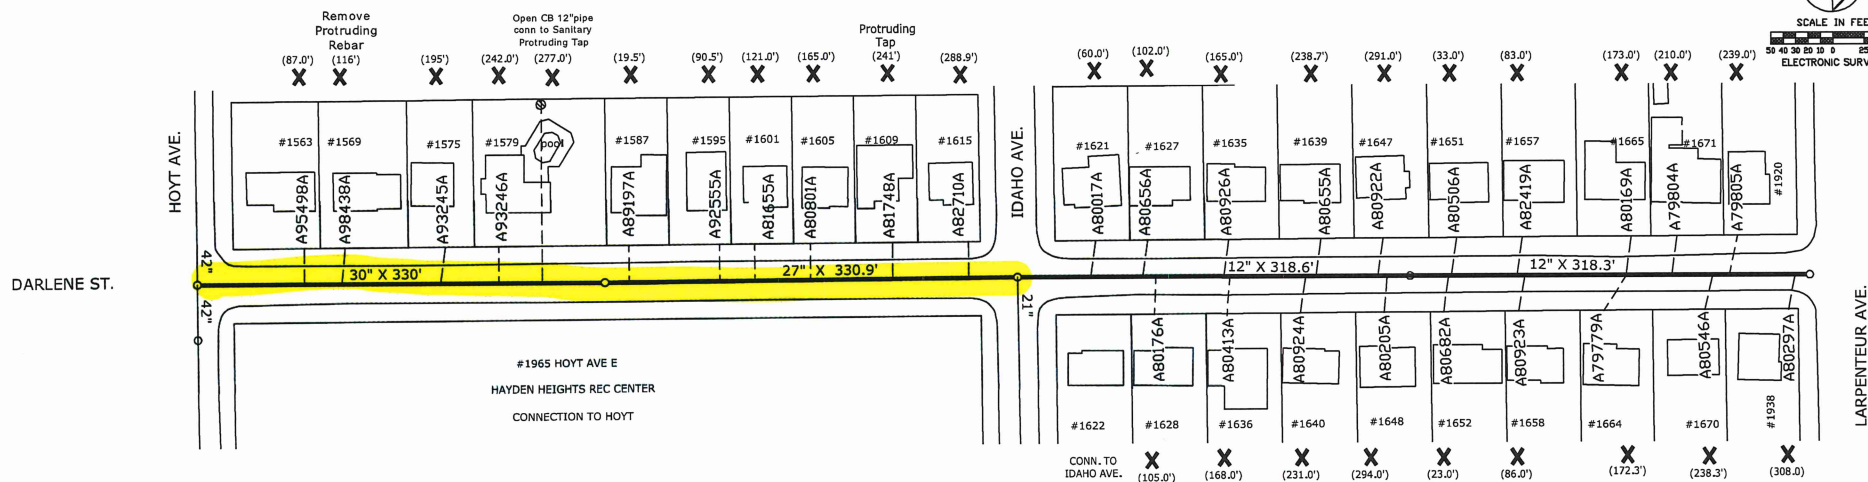 Remove
Protruding
Rebar
Open CB 12"pipe
conn to Sanitary
Protruding Tap
Protruding
Tap
SCALE IN FEE
50 40 30 20 10 0 25
ELECTRONIC SURV
(87.0') (116') (195') (242.0') (277.0') (19.5') (90.5') (121.0') (165.0') (241') (288.9') (60.0') (102.0') (165.0') (238.7') (291.0') (33.0') (83.0') (173.0') (210.0') (239.0')
X X X X X X X X X X X X X X X X X X X X X
HOYT AVE.
IDAHO AVE.
LARPENTEUR AVE.
#1563 #1569 #1575 #1579 pool #1587 #1595 #1601 #1605 #1609 #1615 #1621 #1627 #1635 #1639 #1647 #1651 #1657 #1665 #1671 #1920
A95498A A98438A A93245A A93246A A89197A A92555A A81655A A80801A A81748A A82710A A80017A A80656A A80926A A80655A A80922A A80506A A82419A A80169A A79804A A79805A
DARLENE ST.
42"
42"
30" X 330'
27" X 330.9'
21"
12" X 318.6'
12" X 318.3'
A80176A A80413A A80924A A80205A A80682A A80923A A79779A A80546A A80297A
#1965 HOYT AVE E
HAYDEN HEIGHTS REC CENTER
CONNECTION TO HOYT
#1622 #1628 #1636 #1640 #1648 #1652 #1658 #1664 #1670 #1938
CONN. TO
IDAHO AVE.
X X X X X X X X X
(105.0') (168.0') (231.0') (294.0') (23.0') (86.0') (172.3') (238.3') (308.0)